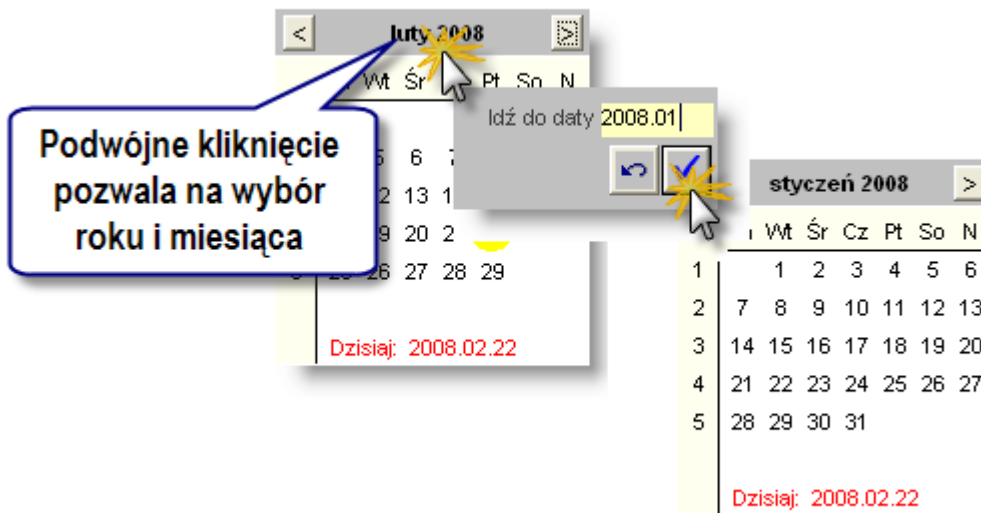 < luty 2008 >
Wt Śr Pt So N
Podwójne kliknięcie
pozwala na wybór
roku i miesiąca
Idź do daty 2008.01
6
13
20
26 27 28 29
Dzisiaj: 2008.02.22
styczeń 2008 >
Wt Śr Cz Pt So N
1 1 2 3 4 5 6
2 7 8 9 10 11 12 13
3 14 15 16 17 18 19 20
4 21 22 23 24 25 26 27
5 28 29 30 31
Dzisiaj: 2008.02.22